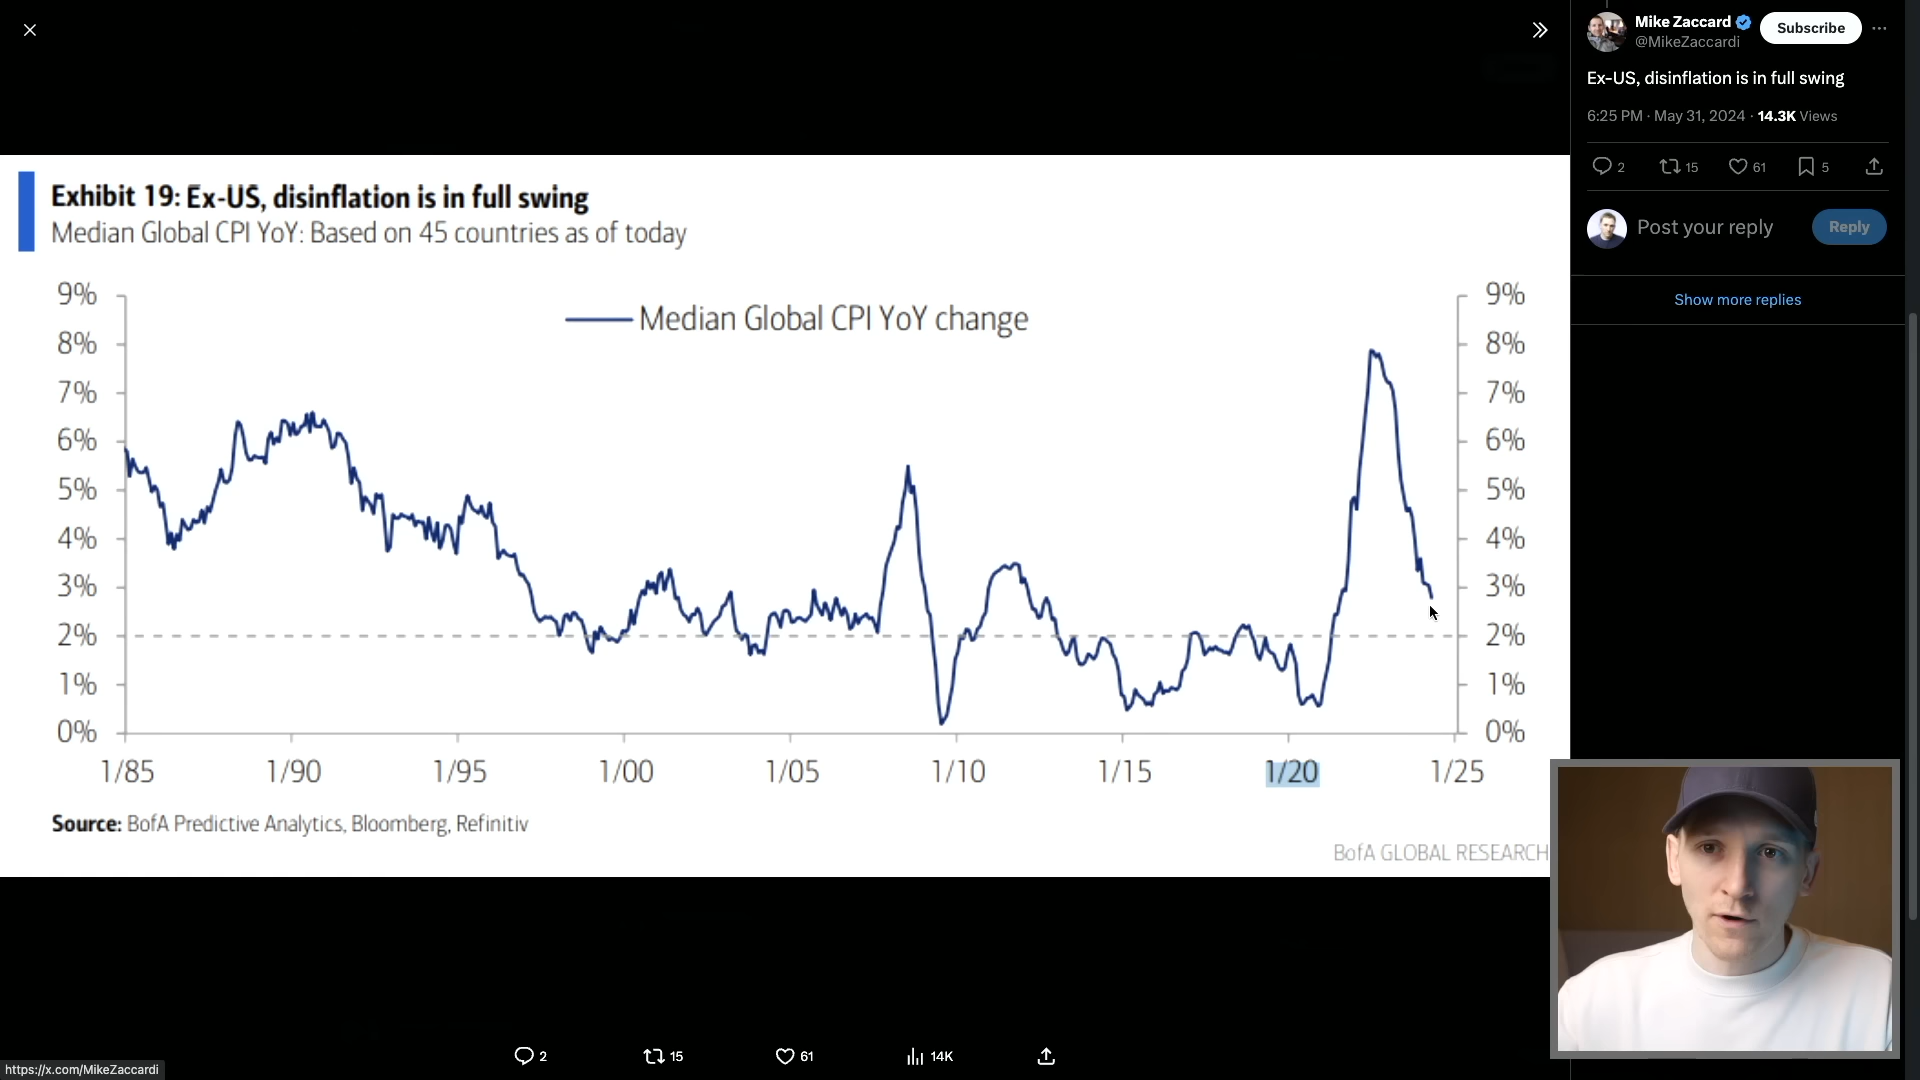 Mike Zaccard
Subscribe
@MikeZaccardi
Ex-US, disinflation is in full swing
6:25 PM · May 31, 2024 · 14.3K Views
2 15 61 5
Post your reply
Reply
Show more replies
Exhibit 19: Ex-US, disinflation is in full swing
Median Global CPI YoY: Based on 45 countries as of today
Median Global CPI YoY change
9% 9%
8% 8%
7% 7%
6% 6%
5% 5%
4% 4%
3% 3%
2% 2%
1% 1%
0% 0%
1/85 1/90 1/95 1/00 1/05 1/10 1/15 1/20 1/25
Source: BofA Predictive Analytics, Bloomberg, Refinitiv
BofA GLOBAL RESEARCH
2 15 61 14K
https://x.com/MikeZaccardi